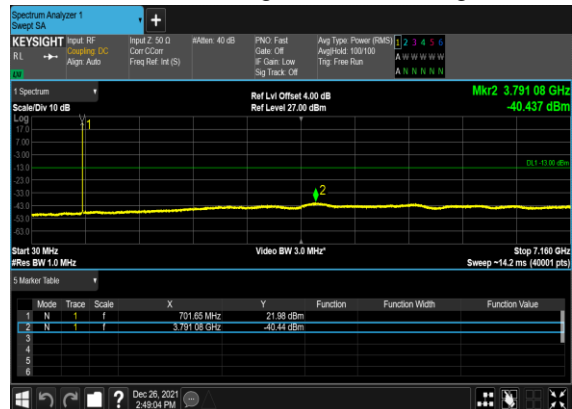 Spectrum Analyzer 1
Swept SA
+
KEYSIGHT Input: RF Input Z: 50 Ω #Atten: 40 dB PNO: Fast Avg Type: Power (RMS) 1 2 3 4 5 6
RL Coupling: DC Corr CCorr Gate: Off Avg|Hold: 100/100 A W W W W W
Align: Auto Freq Ref: Int (S) IF Gain: Low Trig: Free Run
Sig Track: Off A N N N N N
LW
1 Spectrum Ref Lvl Offset 4.00 dB Mkr2 3.791 08 GHz
Scale/Div 10 dB Ref Level 27.00 dBm -40.437 dBm
Log
17.0
7.00
-3.00
-13.0
-23.0
-33.0
-43.0
-53.0
-63.0
1
DL1 -13.00 dBm
2
Start 30 MHz Video BW 3.0 MHz* Stop 7.160 GHz
#Res BW 1.0 MHz Sweep ~14.2 ms (40001 pts)
5 Marker Table
Mode Trace Scale X Y Function Function Width Function Value
1 N 1 f 701.65 MHz 21.98 dBm
2 N 1 f 3.791 08 GHz -40.44 dBm
3
4
5
6
? Dec 26, 2021
2:49:04 PM